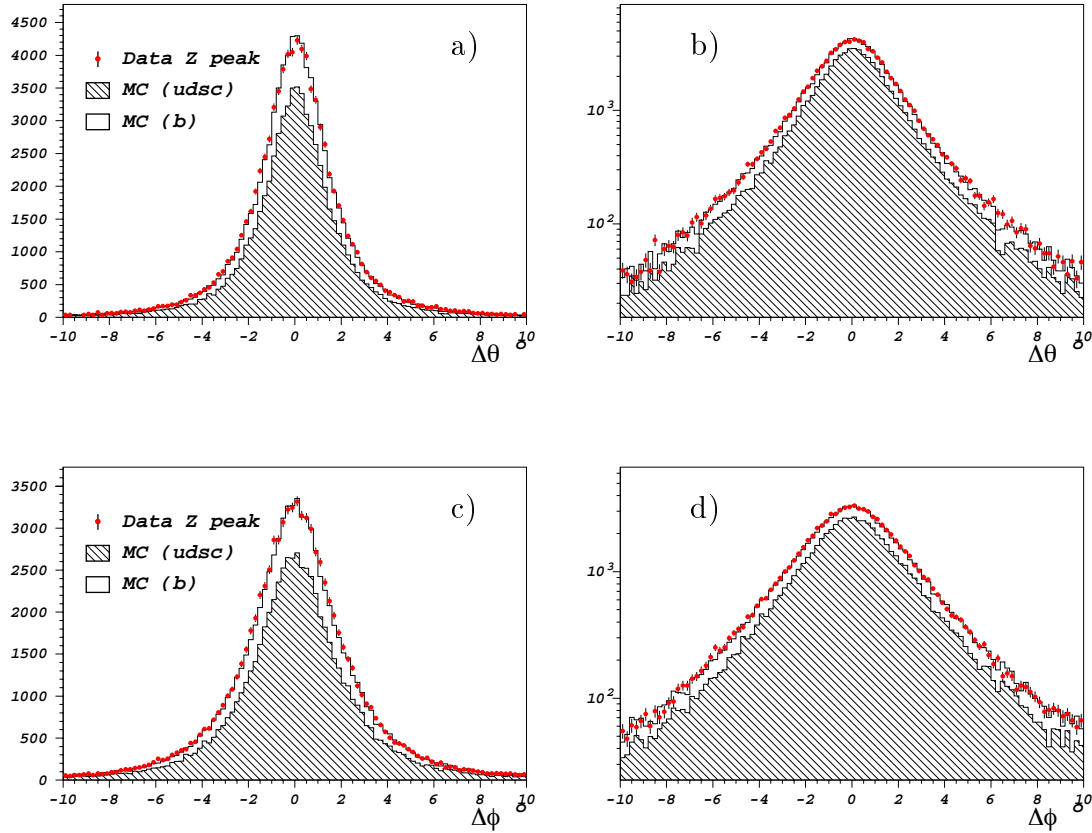 a)
4500
4000
3500
3000
2500
2000
1500
1000
500
0
Data Z peak
MC (udsc)
MC (b)
-10 -8 -6 -4 -2 0 2 4 6 8 10
Δθ °
b)
10³
10²
-10 -8 -6 -4 -2 0 2 4 6 8 10
Δθ °
c)
3500
3000
2500
2000
1500
1000
500
0
Data Z peak
MC (udsc)
MC (b)
-10 -8 -6 -4 -2 0 2 4 6 8 10
Δϕ °
d)
10³
10²
-10 -8 -6 -4 -2 0 2 4 6 8 10
Δϕ °